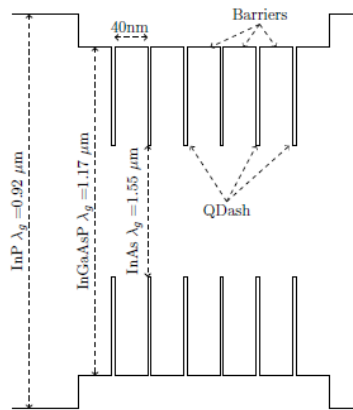 Barriers
40nm
InP λg =0.92 μm
InGaAsP λg =1.17 μm
InAs λg =1.55 μm
QDash